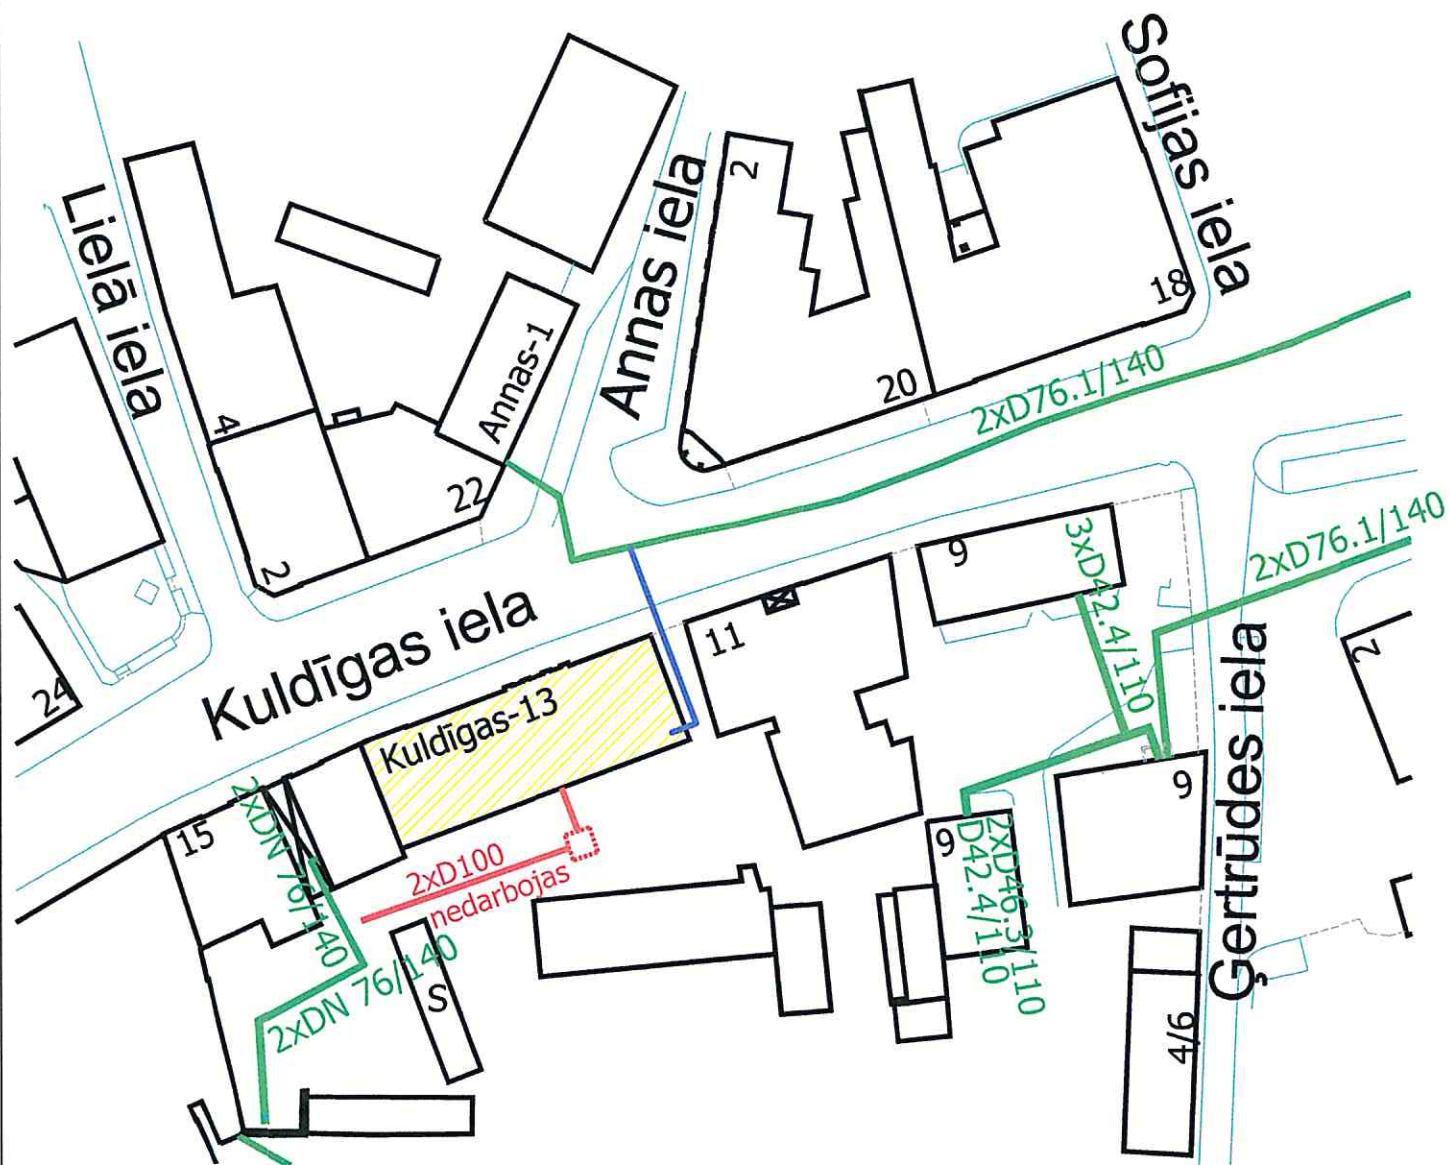 Sofijas iela
2
Annas iela
Lielā iela
18
Annas-1
2xD76.1/140
20
4
22
2xD76.1/140
9
3xD42.4/110
2
Kuldīgas iela
11
2
24
Kuldīgas-13
Ģertrūdes iela
9
15
2xDN 76/140
9
2xD46.3/110
D42.4/110
2xD100
nedarbojas
2xDN 76/140
S
4/6